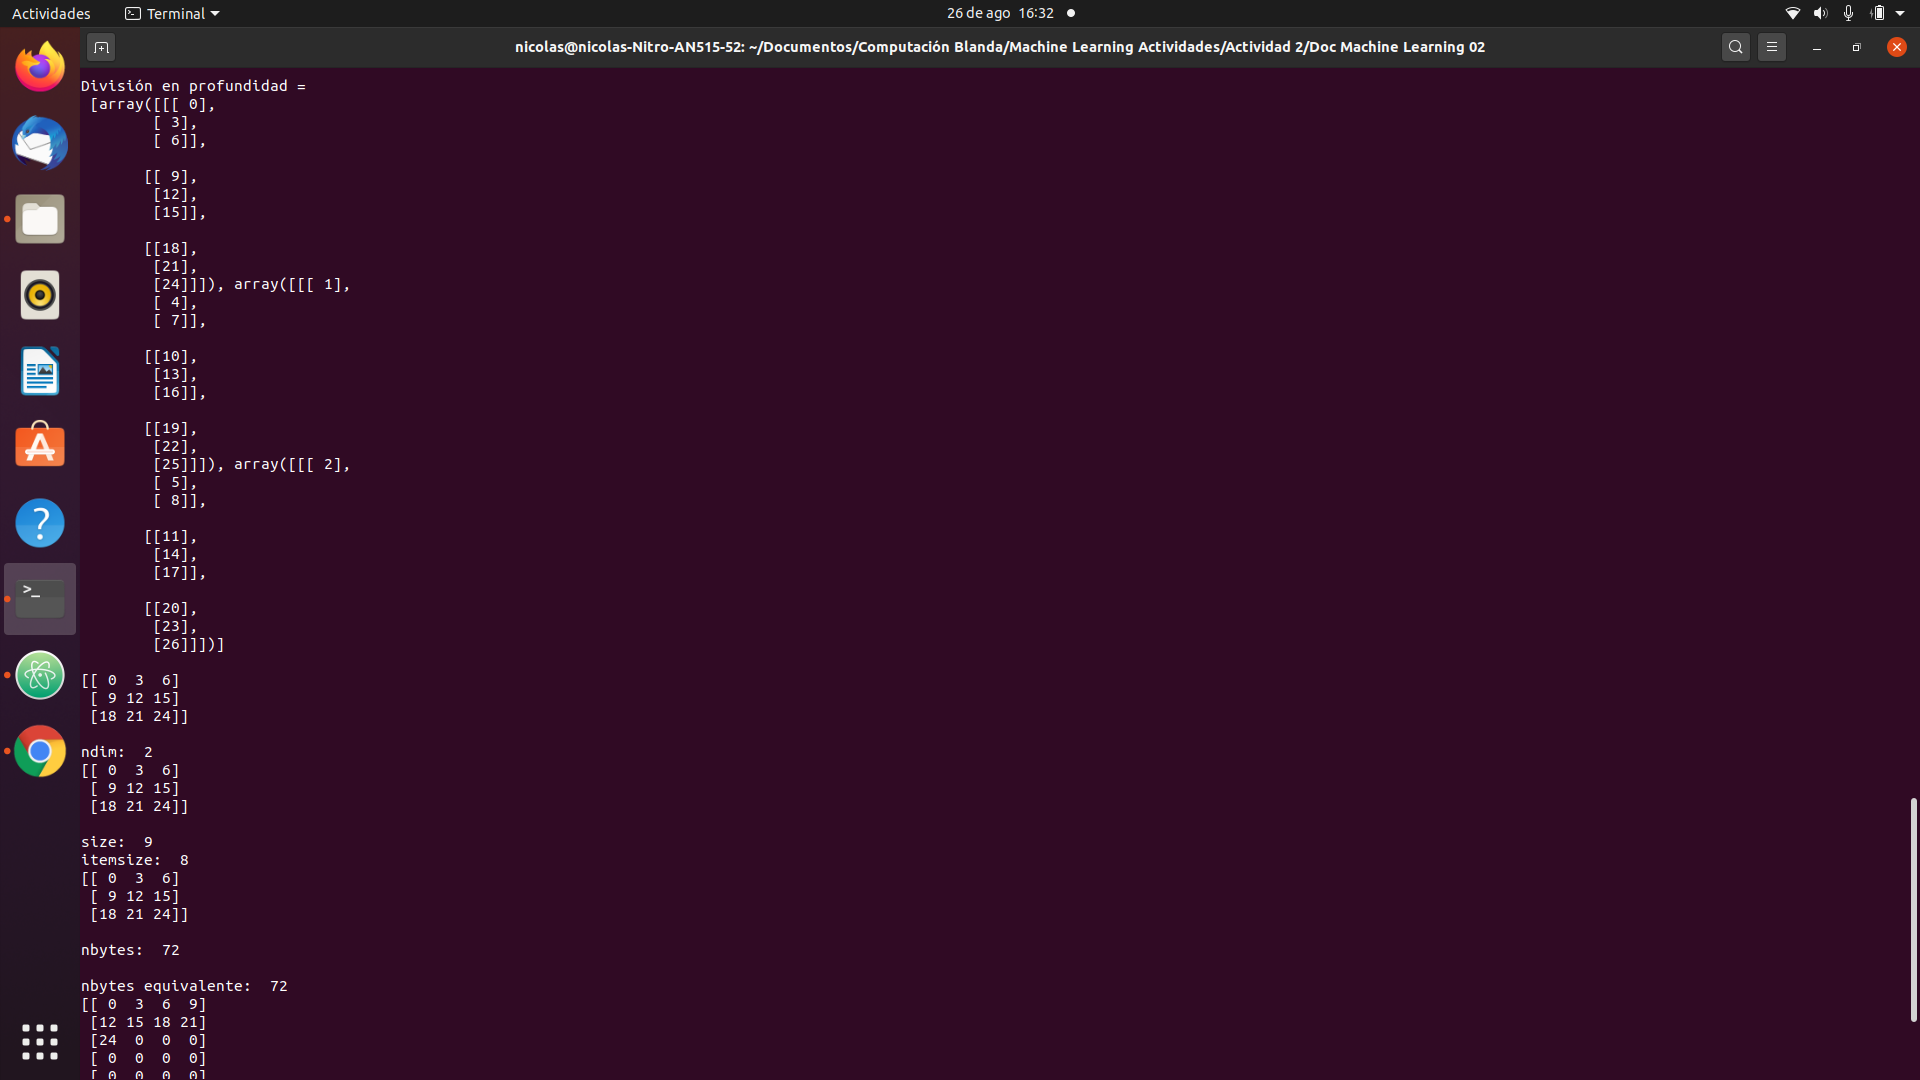 Actividades
Terminal
26 de ago 16:32
nicolas@nicolas-Nitro-AN515-52: ~/Documentos/Computación Blanda/Machine Learning Actividades/Actividad 2/Doc Machine Learning 02
División en profundidad =
 [array([[[ 0],
        [ 3],
        [ 6]],

       [[ 9],
        [12],
        [15]],

       [[18],
        [21],
        [24]]]), array([[[ 1],
        [ 4],
        [ 7]],

       [[10],
        [13],
        [16]],

       [[19],
        [22],
        [25]]]), array([[[ 2],
        [ 5],
        [ 8]],

       [[11],
        [14],
        [17]],

       [[20],
        [23],
        [26]]])]

[[ 0  3  6]
 [ 9 12 15]
 [18 21 24]]

ndim:  2
[[ 0  3  6]
 [ 9 12 15]
 [18 21 24]]

size:  9
itemsize:  8
[[ 0  3  6]
 [ 9 12 15]
 [18 21 24]]

nbytes:  72

nbytes equivalente:  72
[[ 0  3  6  9]
 [12 15 18 21]
 [24  0  0  0]
 [ 0  0  0  0]
 [ 0  0  0  0]